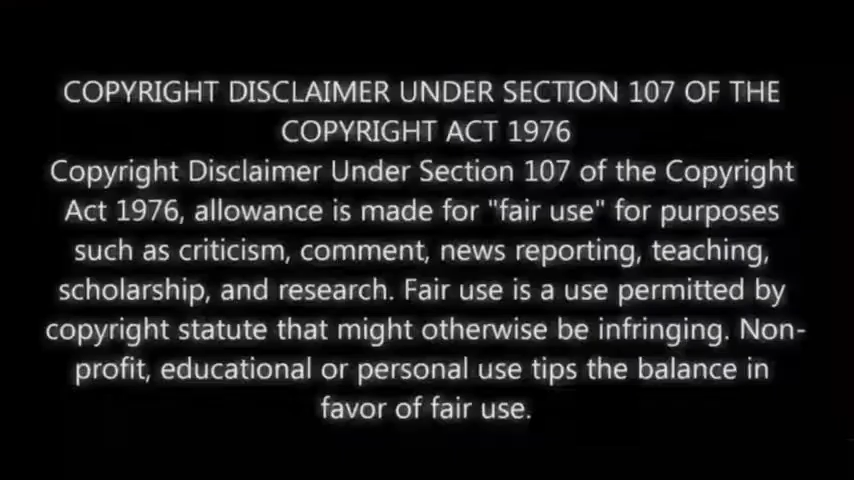 COPYRIGHT DISCLAIMER UNDER SECTION 107 OF THE
COPYRIGHT ACT 1976
Copyright Disclaimer Under Section 107 of the Copyright
Act 1976, allowance is made for "fair use" for purposes
such as criticism, comment, news reporting, teaching,
scholarship, and research. Fair use is a use permitted by
copyright statute that might otherwise be infringing. Non-
profit, educational or personal use tips the balance in
favor of fair use.